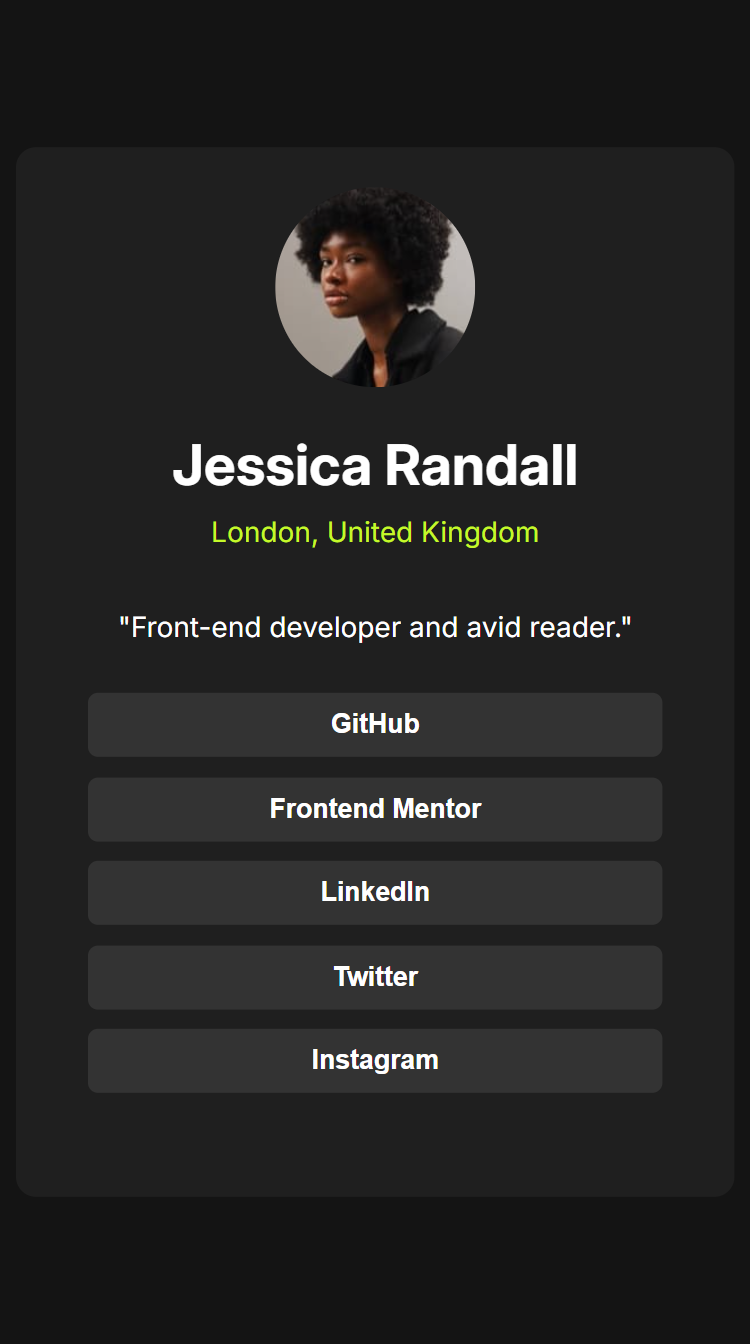 Jessica Randall
London, United Kingdom
"Front-end developer and avid reader."
GitHub
Frontend Mentor
LinkedIn
Twitter
Instagram